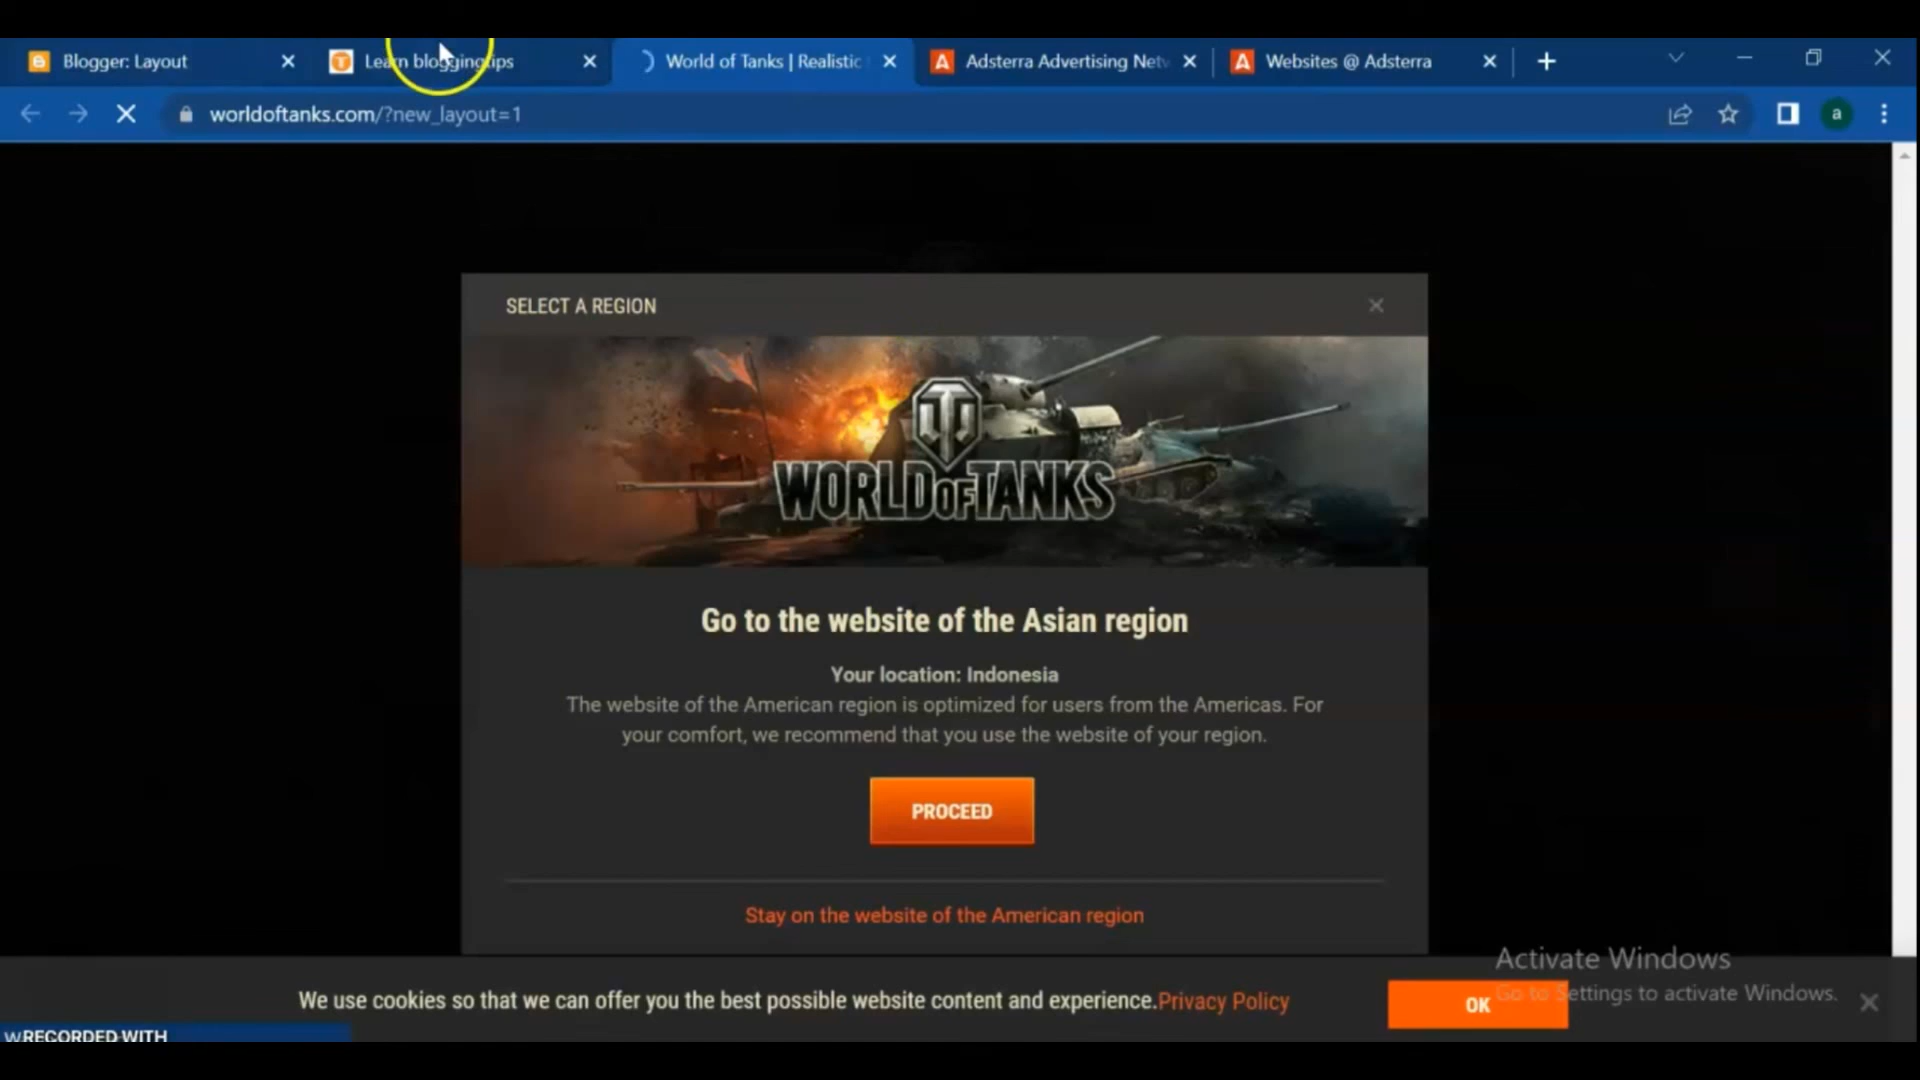 Blogger: Layout
Learn bloggingtips
World of Tanks | Realistic
Adsterra Advertising Netw
Websites @ Adsterra
worldoftanks.com/?new_layout=1
a
SELECT A REGION
WORLD OF TANKS
Go to the website of the Asian region
Your location: Indonesia
The website of the American region is optimized for users from the Americas. For
your comfort, we recommend that you use the website of your region.
PROCEED
Stay on the website of the American region
Activate Windows
Go to Settings to activate Windows.
We use cookies so that we can offer you the best possible website content and experience.Privacy Policy
OK
RECORDED WITH